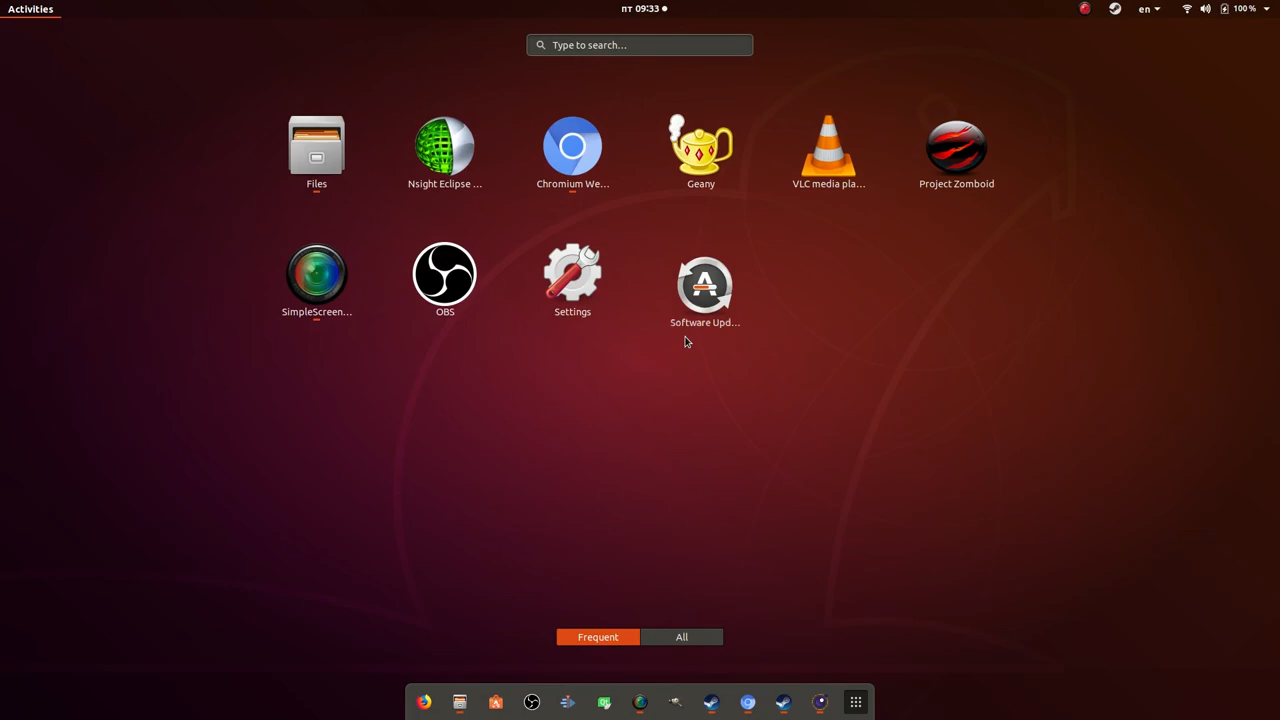 Activities
пт 09:33
en
100 %
Type to search...
Files
Nsight Eclipse ...
Chromium We...
Geany
VLC media pla...
Project Zomboid
SimpleScreen...
OBS
Settings
Software Upd...
Frequent
All